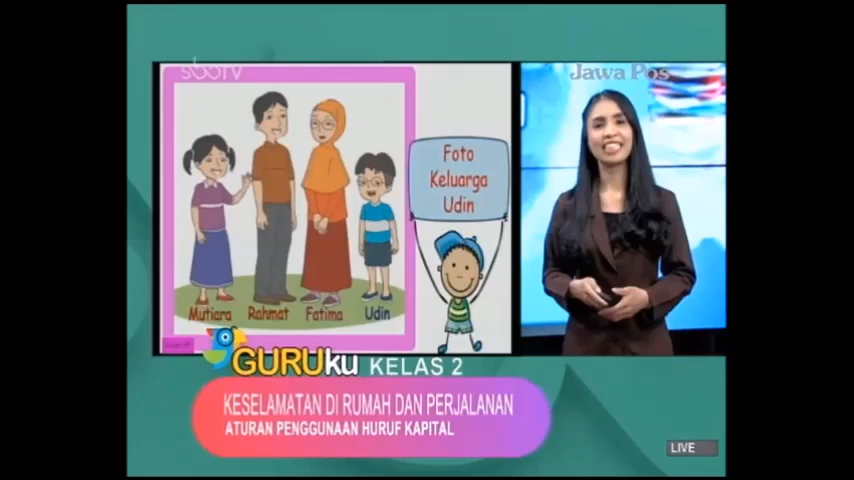 sbotv
Jawa Pos
Foto
Keluarga
Udin
Mutiara Rahmat Fatima Udin
GURUku KELAS 2
KESELAMATAN DI RUMAH DAN PERJALANAN
ATURAN PENGGUNAAN HURUF KAPITAL
LIVE